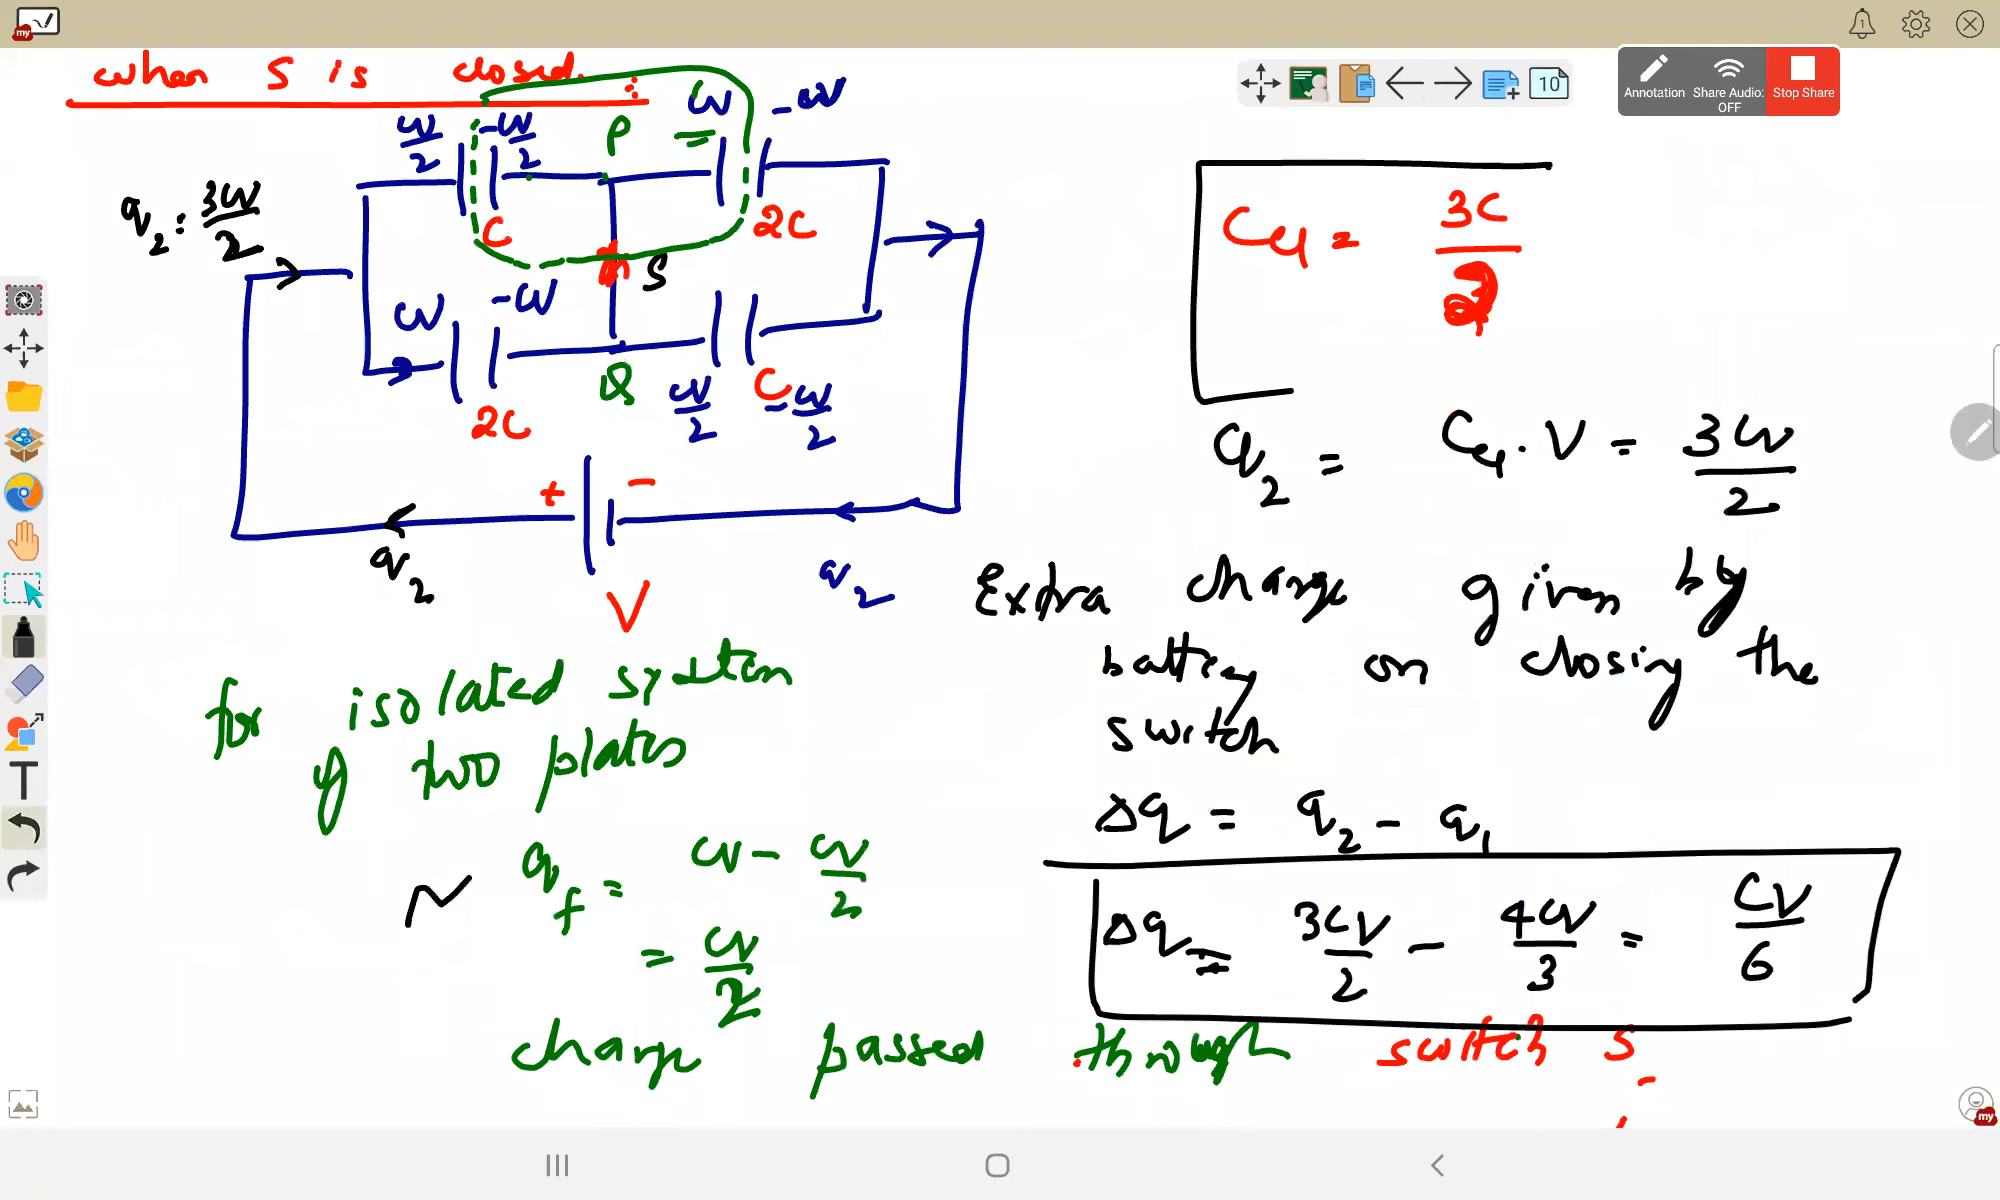 when S is closed :
Annotation
Share Audio: OFF
Stop Share
10
CV/2 -CV/2 P CV -CV
q₂ : 3CV/2
C 2C
S
CV -CV
Q
2C CV/2 C -CV/2
+ -
q₂ V q₂
Ceq = 3C/2
q₂ = Ceq . V = 3CV/2
Extra charge given by
battery on closing the
switch
Δq = q₂ - q₁
Δq = 3CV/2 - 4CV/3 = CV/6
for isolated system
of two plates
q_f = CV - CV/2
= CV/2
charge passed through switch S